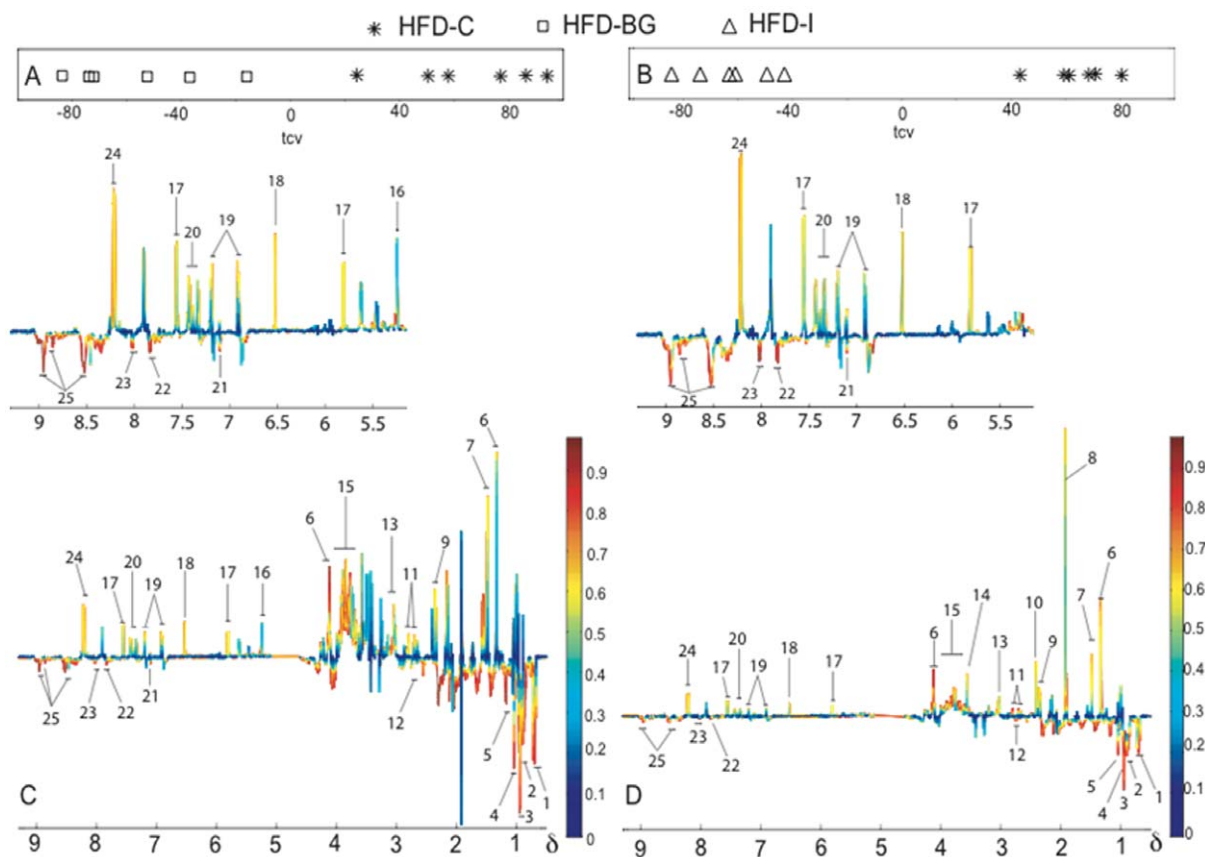 * HFD-C □ HFD-BG △ HFD-I
A
-80 -40 0 40 80
tcv
B
-80 -40 0 40 80
tcv
24 17 20 19 18 17 16
25 23 22 21
9 8.5 8 7.5 7 6.5 6 5.5
24 17 20 19 18 17
25 23 22 21
9 8.5 8 7.5 7 6.5 6 5.5
6 7 15 6 13 9 11 24 20 17 19 18 17 16
25 23 22 21 12 5 4 3 2 1
C
9 8 7 6 5 4 3 2 1 δ
0.9
0.8
0.7
0.6
0.5
0.4
0.3
0.2
0.1
0
8 6 7 10 9 14 15 6 13 11 24 20 17 19 18 17
25 23 22 12 5 4 3 2 1
D
9 8 7 6 5 4 3 2 1 δ
0.9
0.8
0.7
0.6
0.5
0.4
0.3
0.2
0.1
0